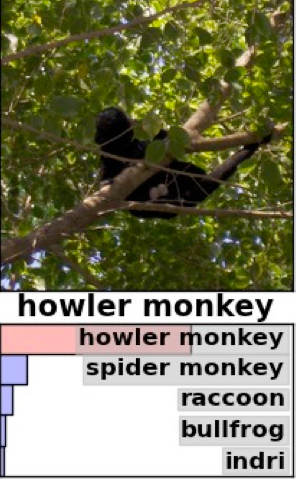 howler monkey
howler monkey
spider monkey
raccoon
bullfrog
indri